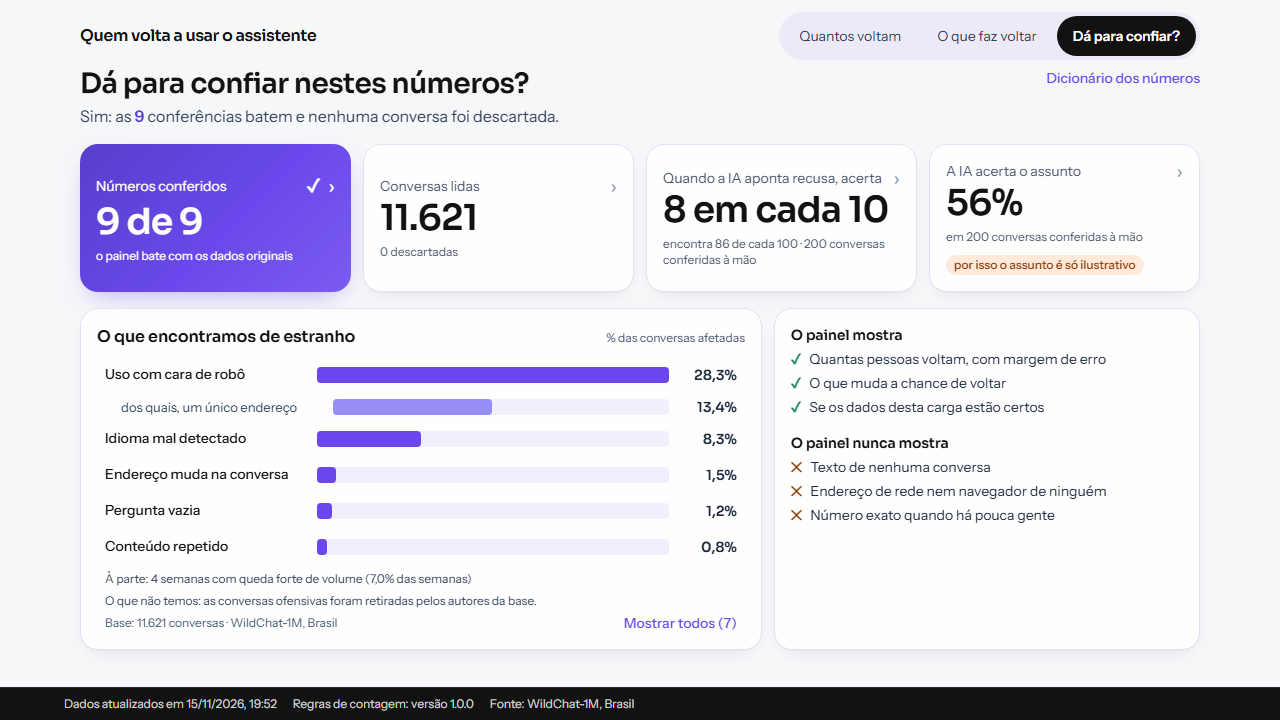 Quem volta a usar o assistente
Quantos voltam
O que faz voltar
Dá para confiar?
Dá para confiar nestes números?
Dicionário dos números
Sim: as 9 conferências batem e nenhuma conversa foi descartada.
Números conferidos
9 de 9
o painel bate com os dados originais
Conversas lidas
11.621
0 descartadas
Quando a IA aponta recusa, acerta
8 em cada 10
encontra 86 de cada 100 · 200 conversas
conferidas à mão
A IA acerta o assunto
56%
em 200 conversas conferidas à mão
por isso o assunto é só ilustrativo
O que encontramos de estranho
% das conversas afetadas
Uso com cara de robô 28,3%
dos quais, um único endereço 13,4%
Idioma mal detectado 8,3%
Endereço muda na conversa 1,5%
Pergunta vazia 1,2%
Conteúdo repetido 0,8%
À parte: 4 semanas com queda forte de volume (7,0% das semanas)
O que não temos: as conversas ofensivas foram retiradas pelos autores da base.
Base: 11.621 conversas · WildChat-1M, Brasil
Mostrar todos (7)
O painel mostra
✓ Quantas pessoas voltam, com margem de erro
✓ O que muda a chance de voltar
✓ Se os dados desta carga estão certos
O painel nunca mostra
✕ Texto de nenhuma conversa
✕ Endereço de rede nem navegador de ninguém
✕ Número exato quando há pouca gente
Dados atualizados em 15/11/2026, 19:52
Regras de contagem: versão 1.0.0
Fonte: WildChat-1M, Brasil